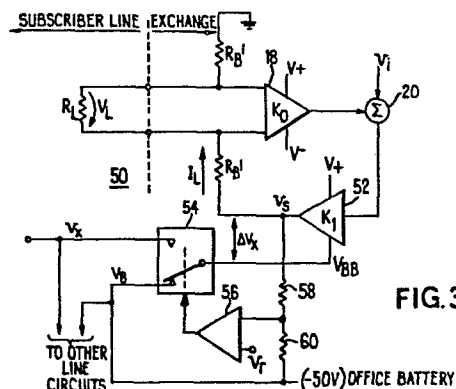 SUBSCRIBER LINE EXCHANGE
R_B'
18
V+
v_i
R_L
V_L
K_0
Σ
20
V-
50
I_L
R_B'
V+
52
54
v_s
K_1
v_x
ΔV_x
V_BB
V_B
58
FIG.3
56
60
V_r
TO OTHER
LINE
CIRCUITS
(-50V) OFFICE BATTERY